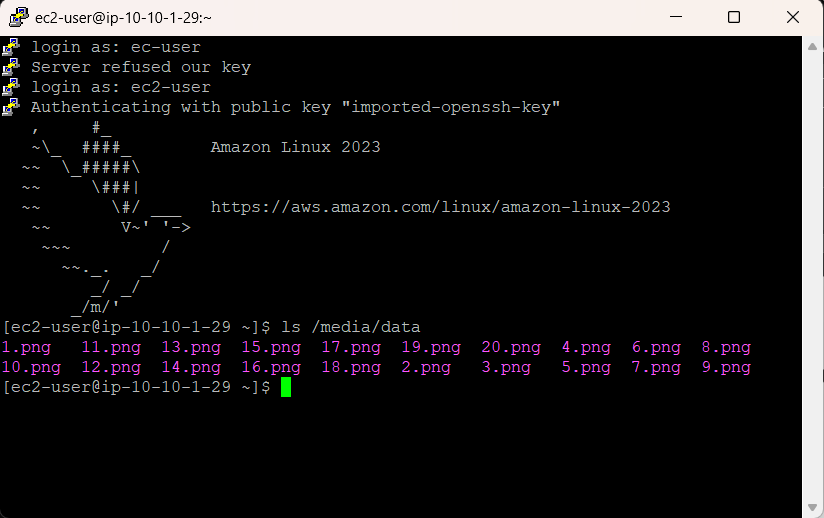 ec2-user@ip-10-10-1-29:~
login as: ec-user
Server refused our key
login as: ec2-user
Authenticating with public key "imported-openssh-key"
   ,     #_
   ~\_  ####_        Amazon Linux 2023
  ~~  \_#####\
  ~~     \###|
  ~~       \#/ ___   https://aws.amazon.com/linux/amazon-linux-2023
   ~~       V~' '->
    ~~~         /
      ~~._.   _/
         _/ _/
       _/m/'
[ec2-user@ip-10-10-1-29 ~]$ ls /media/data
1.png   11.png  13.png  15.png  17.png  19.png  20.png  4.png  6.png  8.png
10.png  12.png  14.png  16.png  18.png  2.png   3.png   5.png  7.png  9.png
[ec2-user@ip-10-10-1-29 ~]$